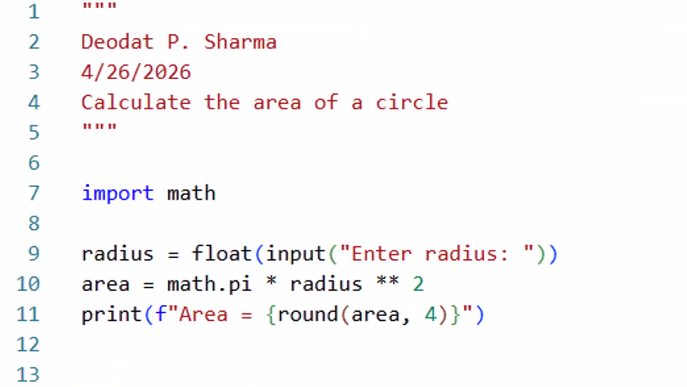 1 """
2 Deodat P. Sharma
3 4/26/2026
4 Calculate the area of a circle
5 """
6
7 import math
8
9 radius = float(input("Enter radius: "))
10 area = math.pi * radius ** 2
11 print(f"Area = {round(area, 4)}")
12
13